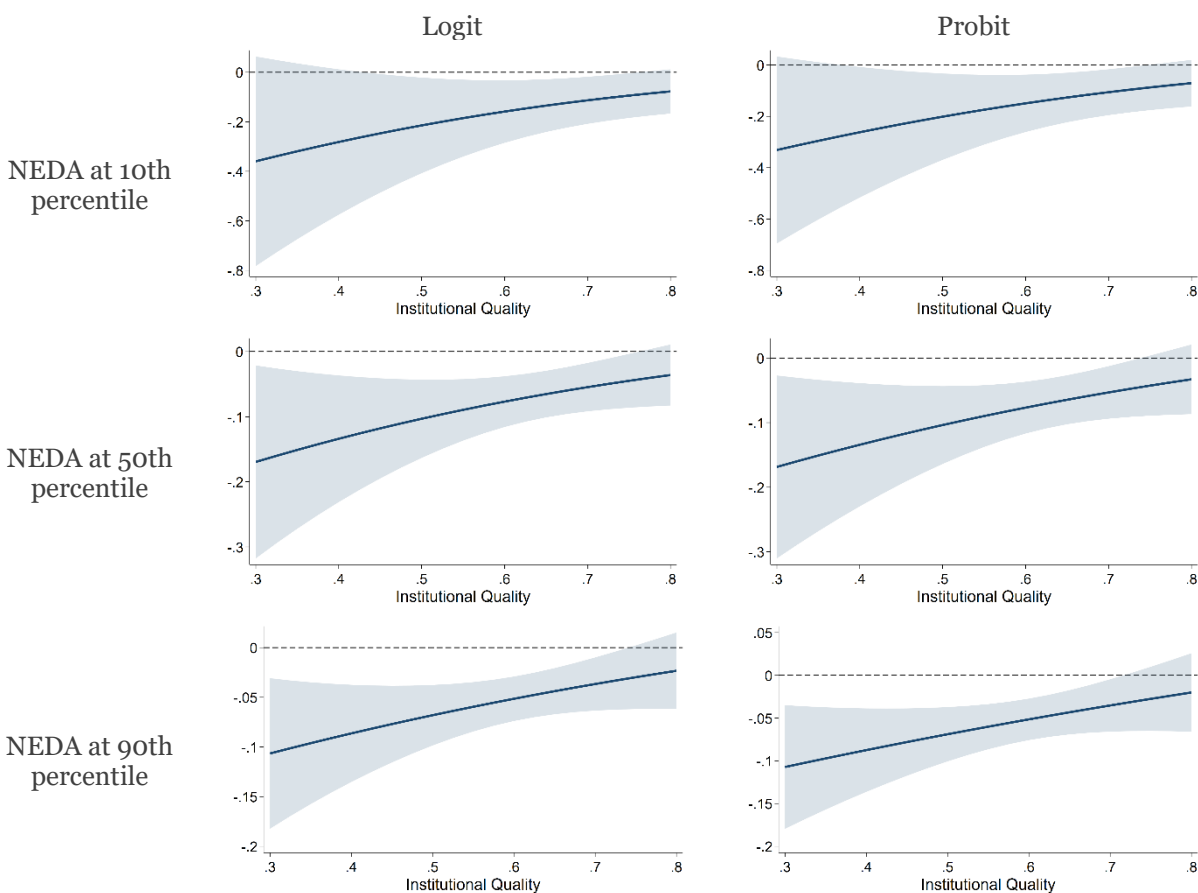 Logit
Probit
NEDA at 10th
percentile
0
-.2
-.4
-.6
-.8
.3 .4 .5 .6 .7 .8
Institutional Quality
0
-.2
-.4
-.6
-.8
.3 .4 .5 .6 .7 .8
Institutional Quality
NEDA at 50th
percentile
0
-.1
-.2
-.3
.3 .4 .5 .6 .7 .8
Institutional Quality
0
-.1
-.2
-.3
.3 .4 .5 .6 .7 .8
Institutional Quality
NEDA at 90th
percentile
0
-.05
-.1
-.15
-.2
.3 .4 .5 .6 .7 .8
Institutional Quality
.05
0
-.05
-.1
-.15
-.2
.3 .4 .5 .6 .7 .8
Institutional Quality